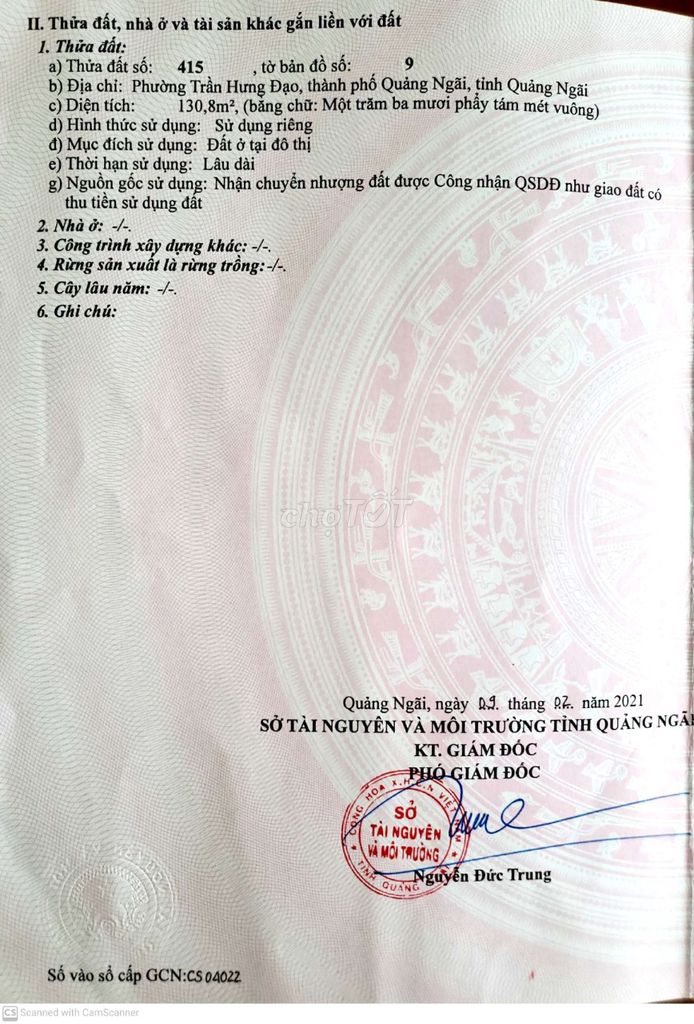 II. Thửa đất, nhà ở và tài sản khác gắn liền với đất
1. Thửa đất:
a) Thửa đất số: 415 , tờ bản đồ số: 9
b) Địa chỉ: Phường Trần Hưng Đạo, thành phố Quảng Ngãi, tỉnh Quảng Ngãi
c) Diện tích: 130,8m², (bằng chữ: Một trăm ba mươi phẩy tám mét vuông)
d) Hình thức sử dụng: Sử dụng riêng
đ) Mục đích sử dụng: Đất ở tại đô thị
e) Thời hạn sử dụng: Lâu dài
g) Nguồn gốc sử dụng: Nhận chuyển nhượng đất được Công nhận QSDĐ như giao đất có
thu tiền sử dụng đất
2. Nhà ở: -/-.
3. Công trình xây dựng khác: -/-.
4. Rừng sản xuất là rừng trồng: -/-.
5. Cây lâu năm: -/-.
6. Ghi chú:
chợTỐT
Quảng Ngãi, ngày 09. tháng 02. năm 2021
SỞ TÀI NGUYÊN VÀ MÔI TRƯỜNG TỈNH QUẢNG NGÃI
KT. GIÁM ĐỐC
PHÓ GIÁM ĐỐC
CỘNG HÒA X.H.C.N VIỆT NAM
SỞ
TÀI NGUYÊN
VÀ MÔI TRƯỜNG
TỈNH QUẢNG
Nguyễn Đức Trung
Số vào sổ cấp GCN: CS 04022
CS Scanned with CamScanner